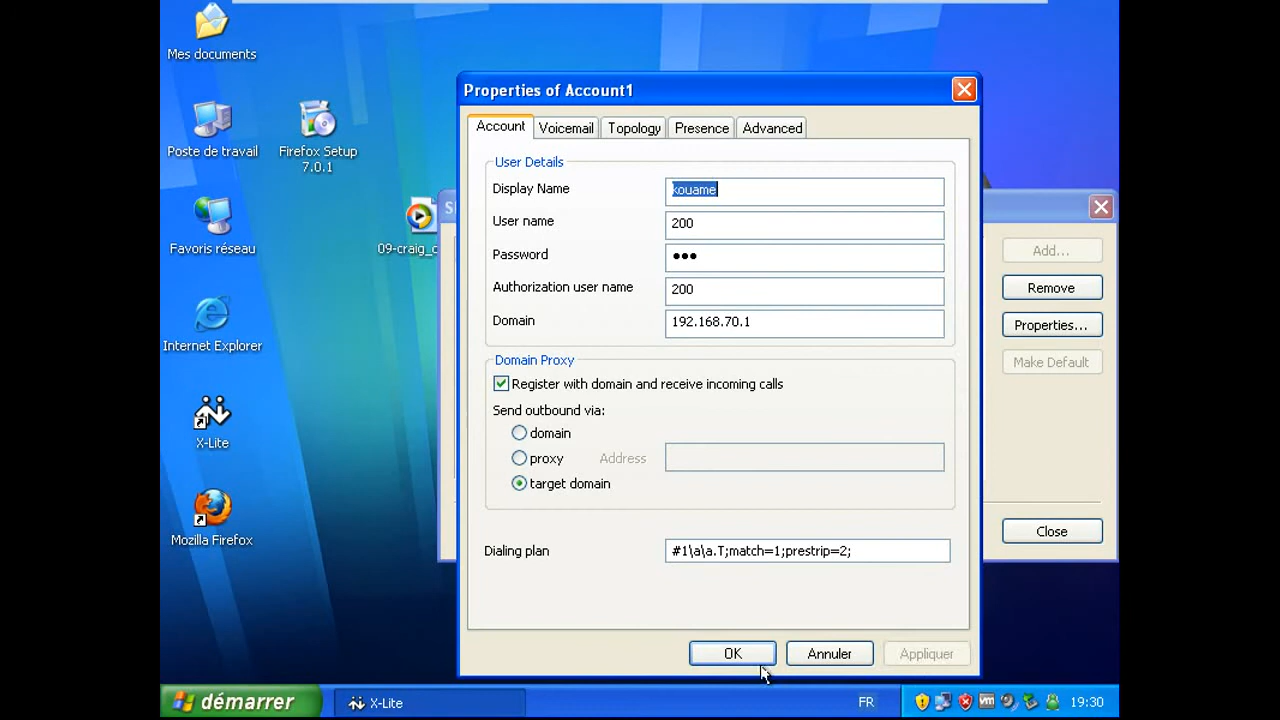 Mes documents
Poste de travail
Firefox Setup
7.0.1
Favoris réseau
09-craig_c
Internet Explorer
X-Lite
Mozilla Firefox
Properties of Account1
Account
Voicemail
Topology
Presence
Advanced
User Details
Display Name
kouame
User name
200
Password
Authorization user name
200
Domain
192.168.70.1
Domain Proxy
Register with domain and receive incoming calls
Send outbound via:
domain
proxy
Address
target domain
Dialing plan
#1\a\a.T;match=1;prestrip=2;
OK
Annuler
Appliquer
Add...
Remove
Properties...
Make Default
Close
démarrer
X-Lite
FR
19:30